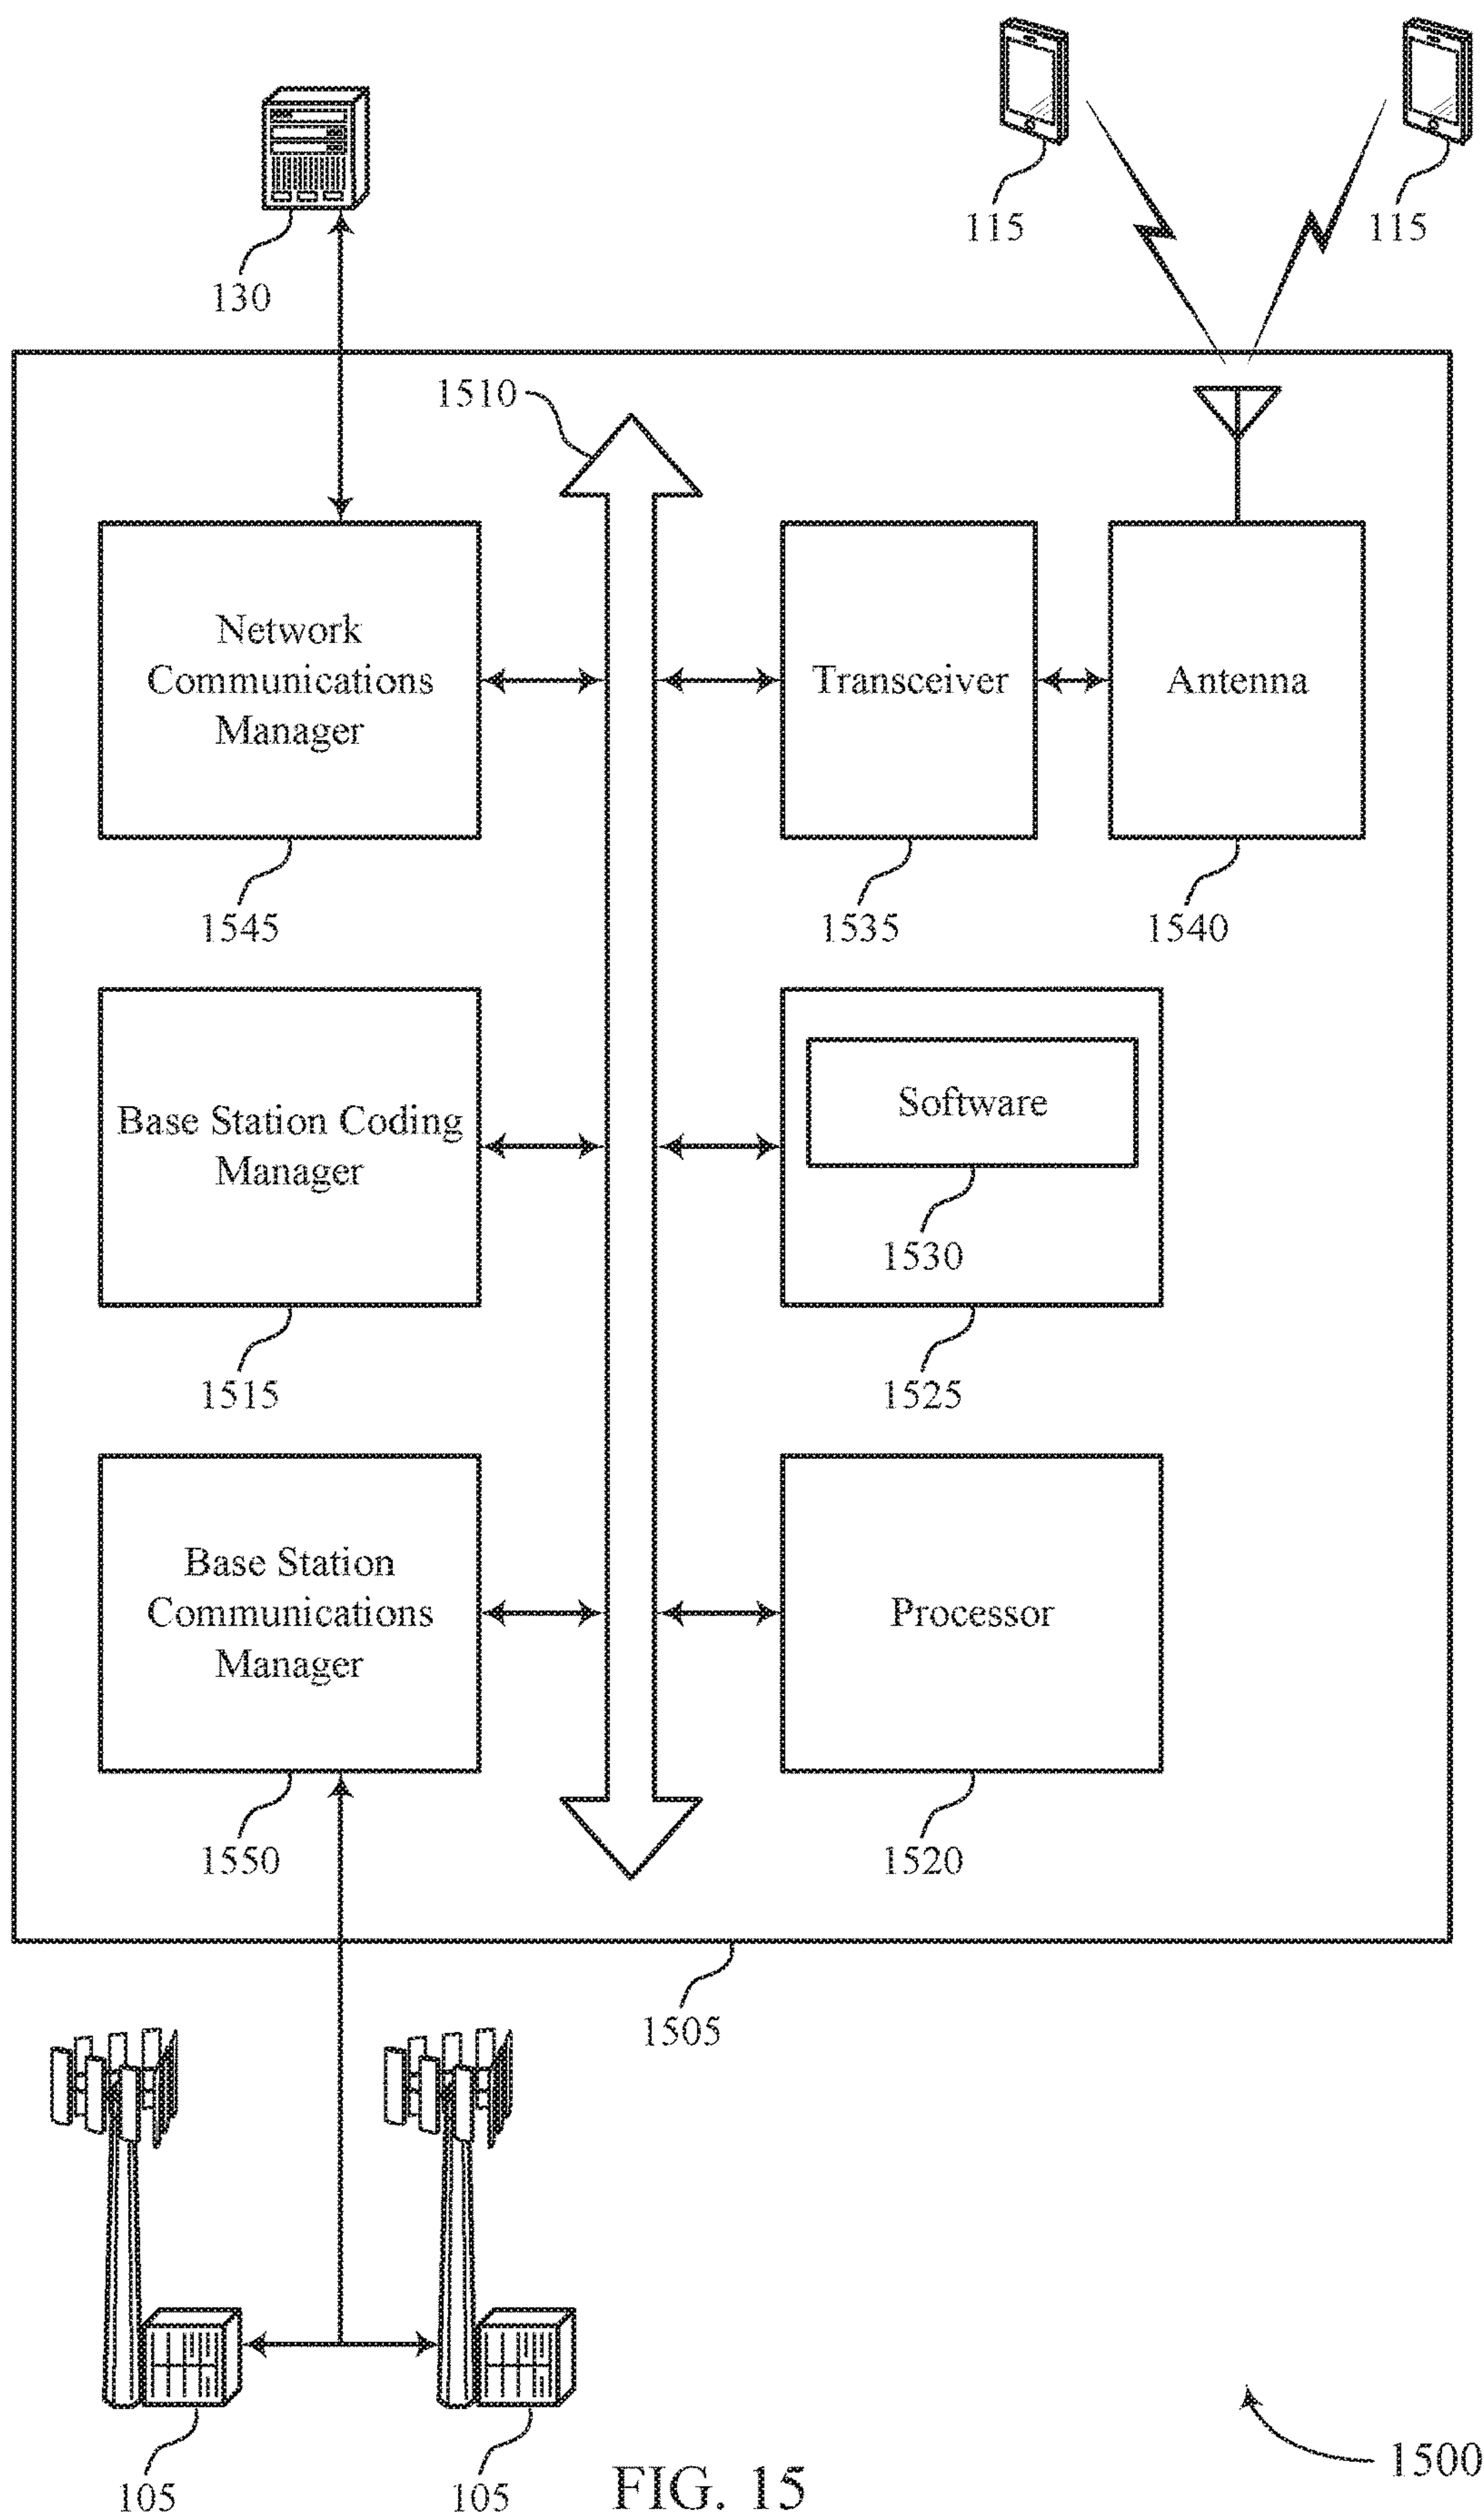 115
115
130
1510
Network
Communications
Manager
Transceiver
Antenna
1545
1535
1540
Base Station Coding
Manager
Software
1530
1515
1525
Base Station
Communications
Manager
Processor
1550
1520
1505
105
105
FIG. 15
1500